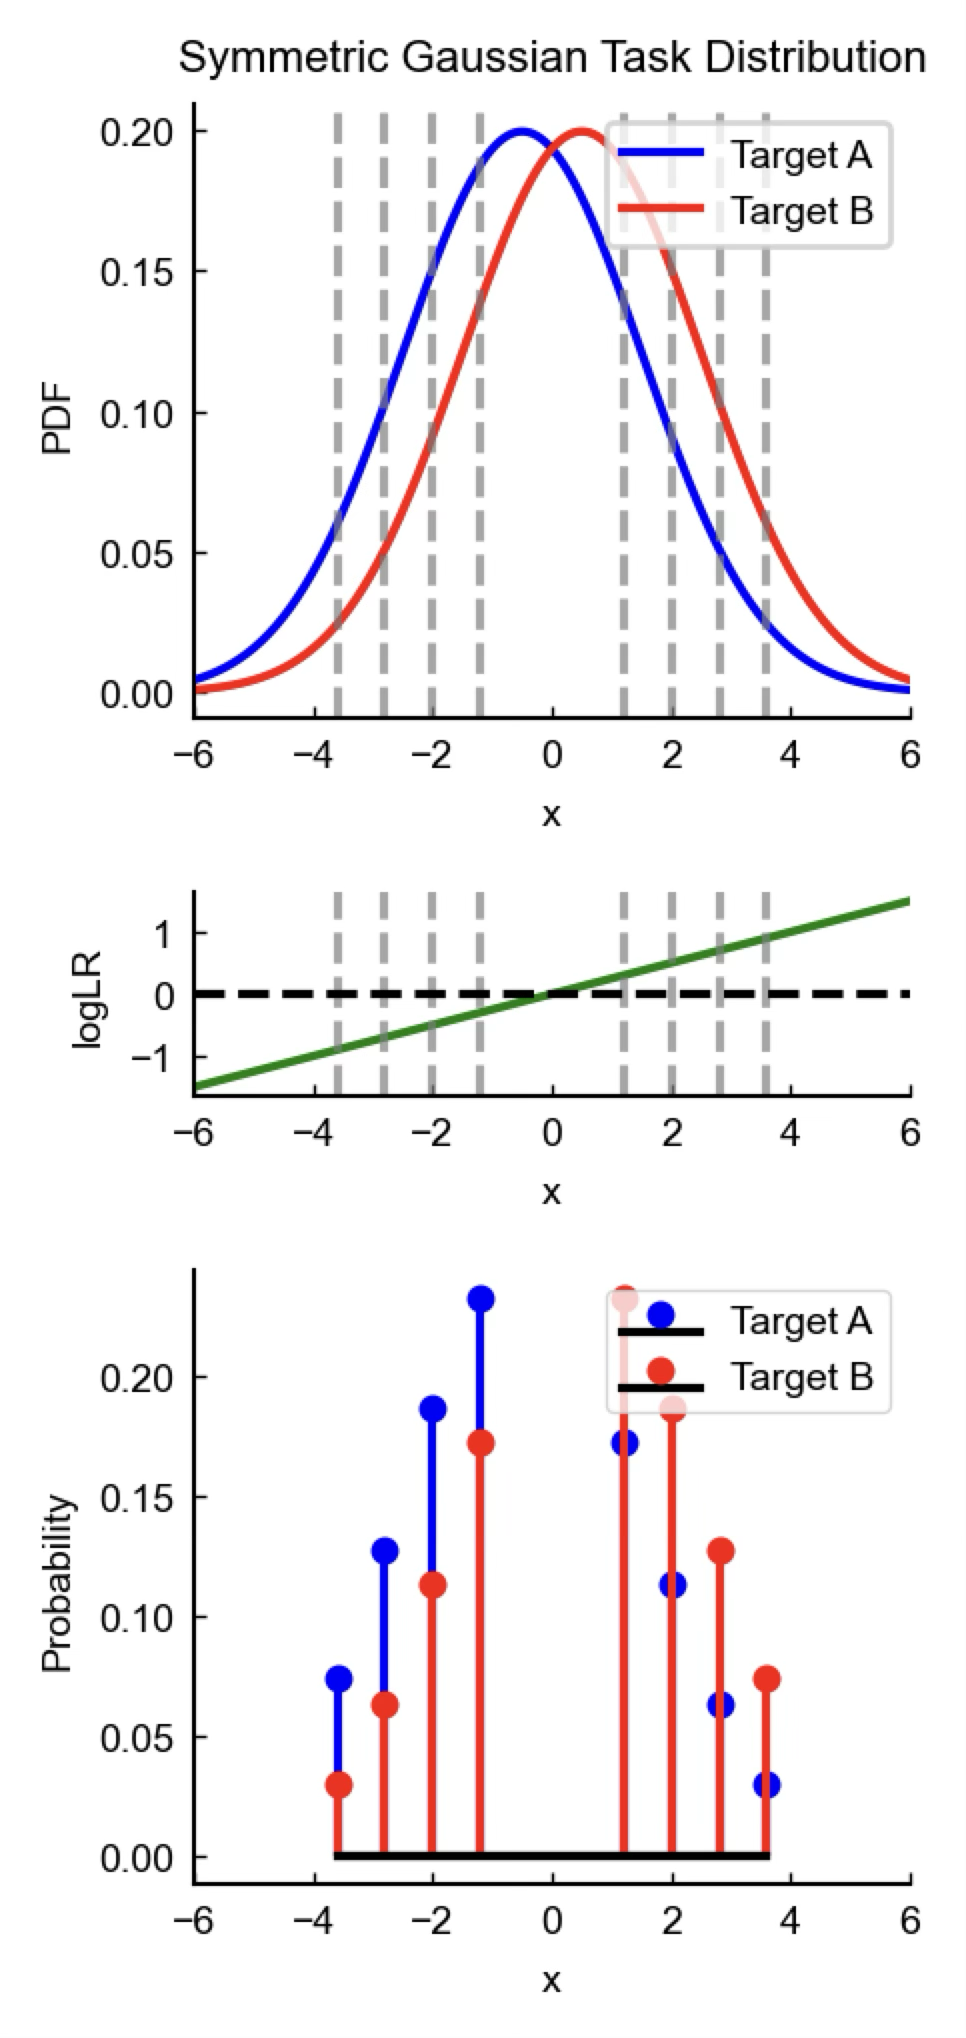 Symmetric Gaussian Task Distribution
0.20
0.15
0.10
0.05
0.00
PDF
Target A
Target B
−6 −4 −2 0 2 4 6
x
1
0
−1
logLR
−6 −4 −2 0 2 4 6
x
0.20
0.15
0.10
0.05
0.00
Probability
Target A
Target B
−6 −4 −2 0 2 4 6
x